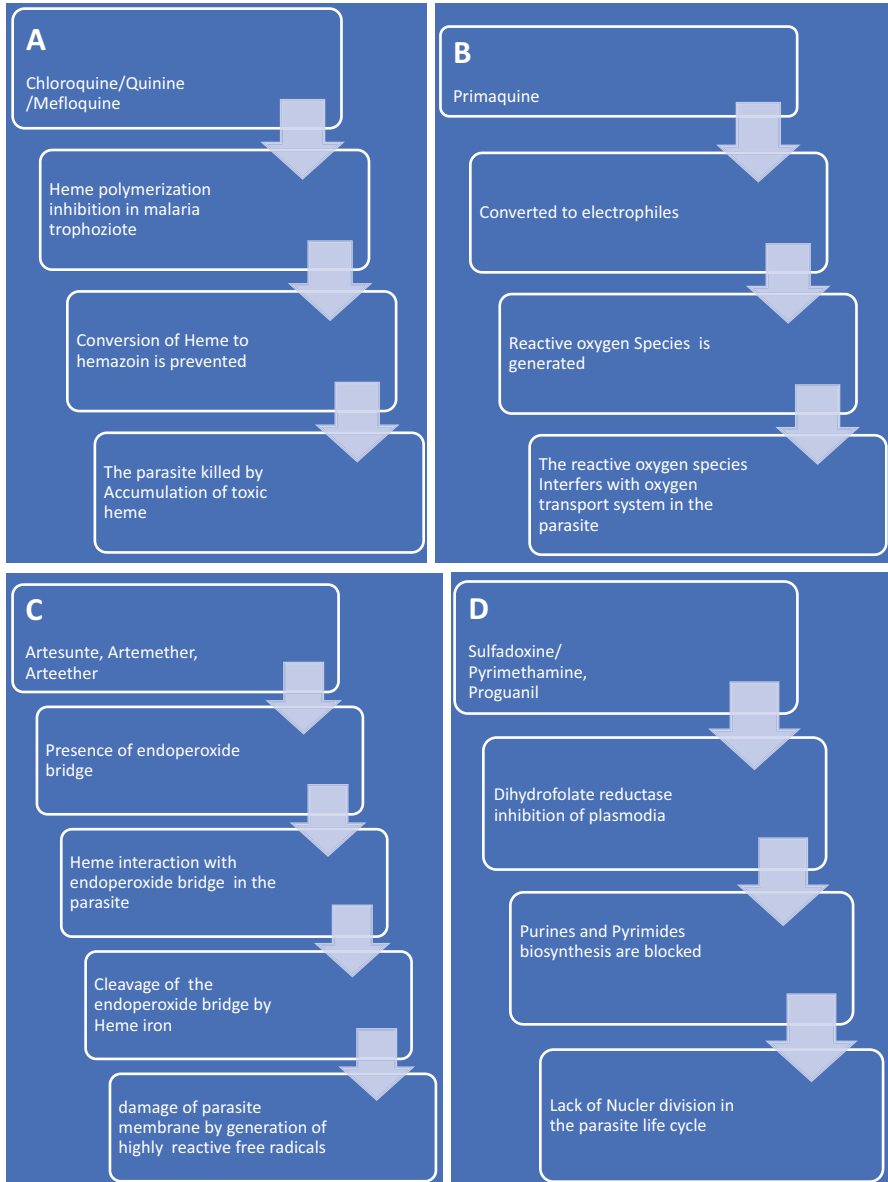 A
Chloroquine/Quinine
/Mefloquine
Heme polymerization
inhibition in malaria
trophoziote
Conversion of Heme to
hemazoin is prevented
The parasite killed by
Accumulation of toxic
heme
B
Primaquine
Converted to electrophiles
Reactive oxygen Species  is
generated
The reactive oxygen species
Interfers with oxygen
transport system in the
parasite
C
Artesunte, Artemether,
Arteether
Presence of endoperoxide
bridge
Heme interaction with
endoperoxide bridge  in the
parasite
Cleavage of  the
endoperoxide bridge by
Heme iron
damage of parasite
membrane by generation of
highly  reactive free radicals
D
Sulfadoxine/
Pyrimethamine,
Proguanil
Dihydrofolate reductase
inhibition of plasmodia
Purines and Pyrimides
biosynthesis are blocked
Lack of Nucler division in
the parasite life cycle